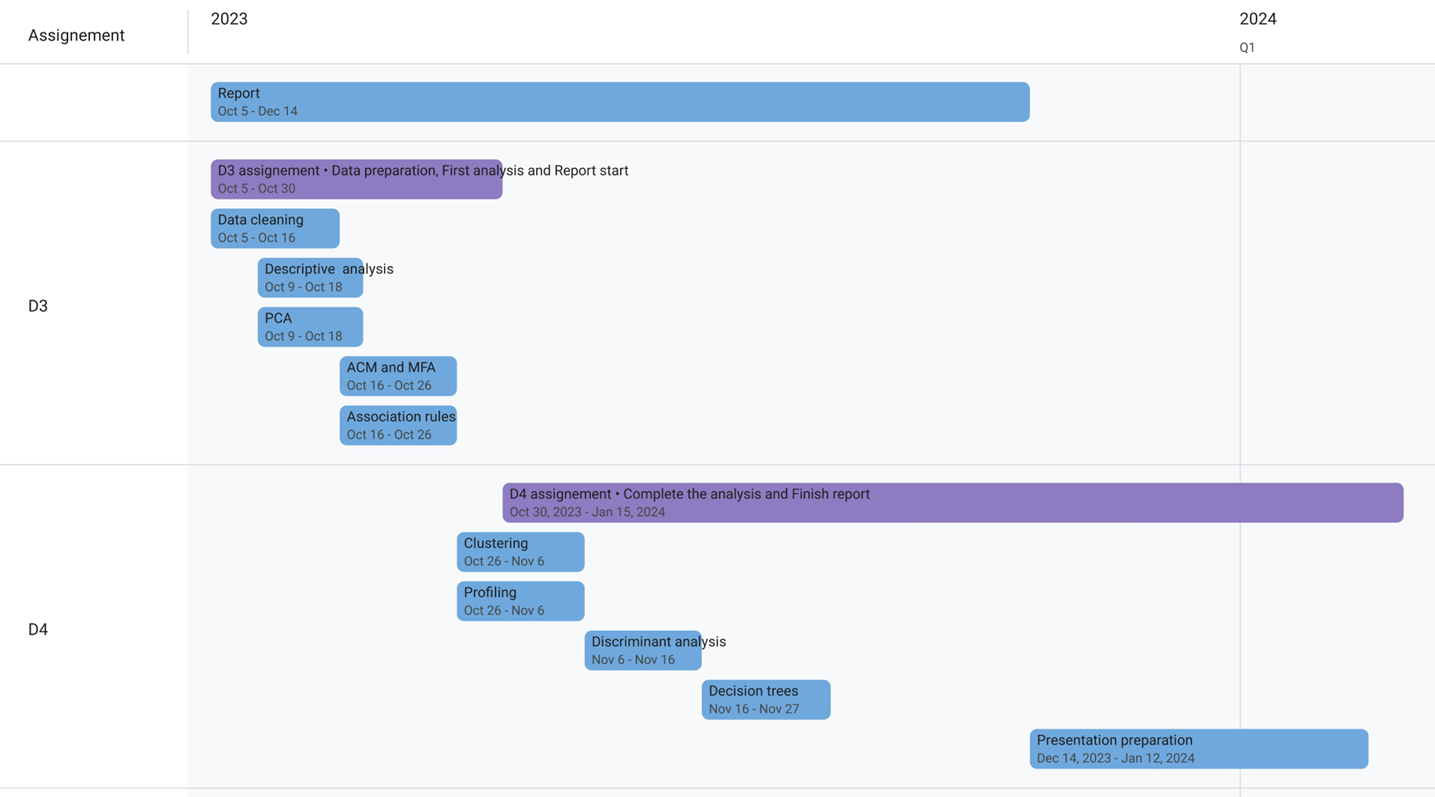 Assignement
2023
2024
Q1
Report
Oct 5 - Dec 14
D3
D3 assignement • Data preparation, First analysis and Report start
Oct 5 - Oct 30
Data cleaning
Oct 5 - Oct 16
Descriptive  analysis
Oct 9 - Oct 18
PCA
Oct 9 - Oct 18
ACM and MFA
Oct 16 - Oct 26
Association rules
Oct 16 - Oct 26
D4
D4 assignement • Complete the analysis and Finish report
Oct 30, 2023 - Jan 15, 2024
Clustering
Oct 26 - Nov 6
Profiling
Oct 26 - Nov 6
Discriminant analysis
Nov 6 - Nov 16
Decision trees
Nov 16 - Nov 27
Presentation preparation
Dec 14, 2023 - Jan 12, 2024